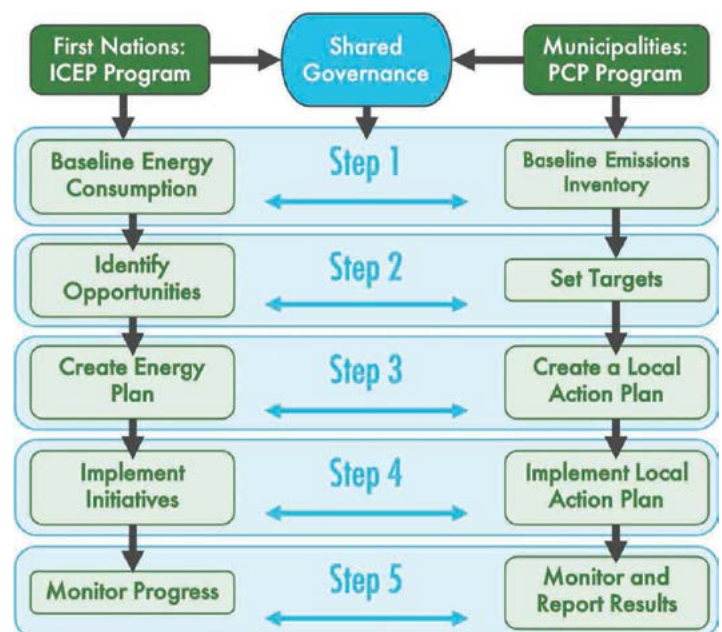 First Nations:
ICEP Program
Shared
Governance
Municipalities:
PCP Program
Baseline Energy
Consumption
Step 1
Baseline Emissions
Inventory
Identify
Opportunities
Step 2
Set Targets
Create Energy
Plan
Step 3
Create a Local
Action Plan
Implement
Initiatives
Step 4
Implement Local
Action Plan
Monitor Progress
Step 5
Monitor and
Report Results